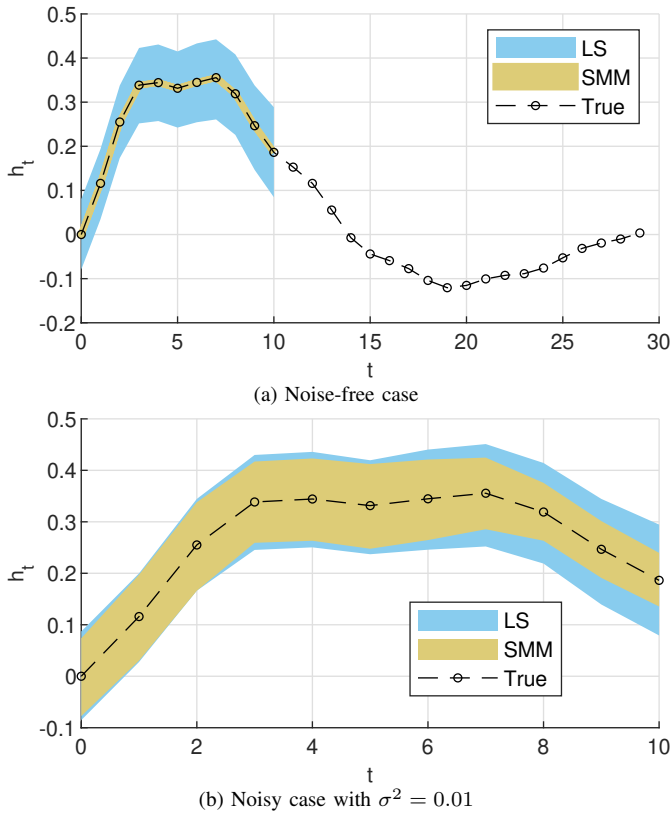 0.5
0.4
0.3
0.2
0.1
0
-0.1
-0.2
h_t
LS
SMM
True
0 5 10 15 20 25 30
t
(a) Noise-free case
0.5
0.4
0.3
0.2
0.1
0
-0.1
h_t
LS
SMM
True
0 2 4 6 8 10
t
(b) Noisy case with σ² = 0.01